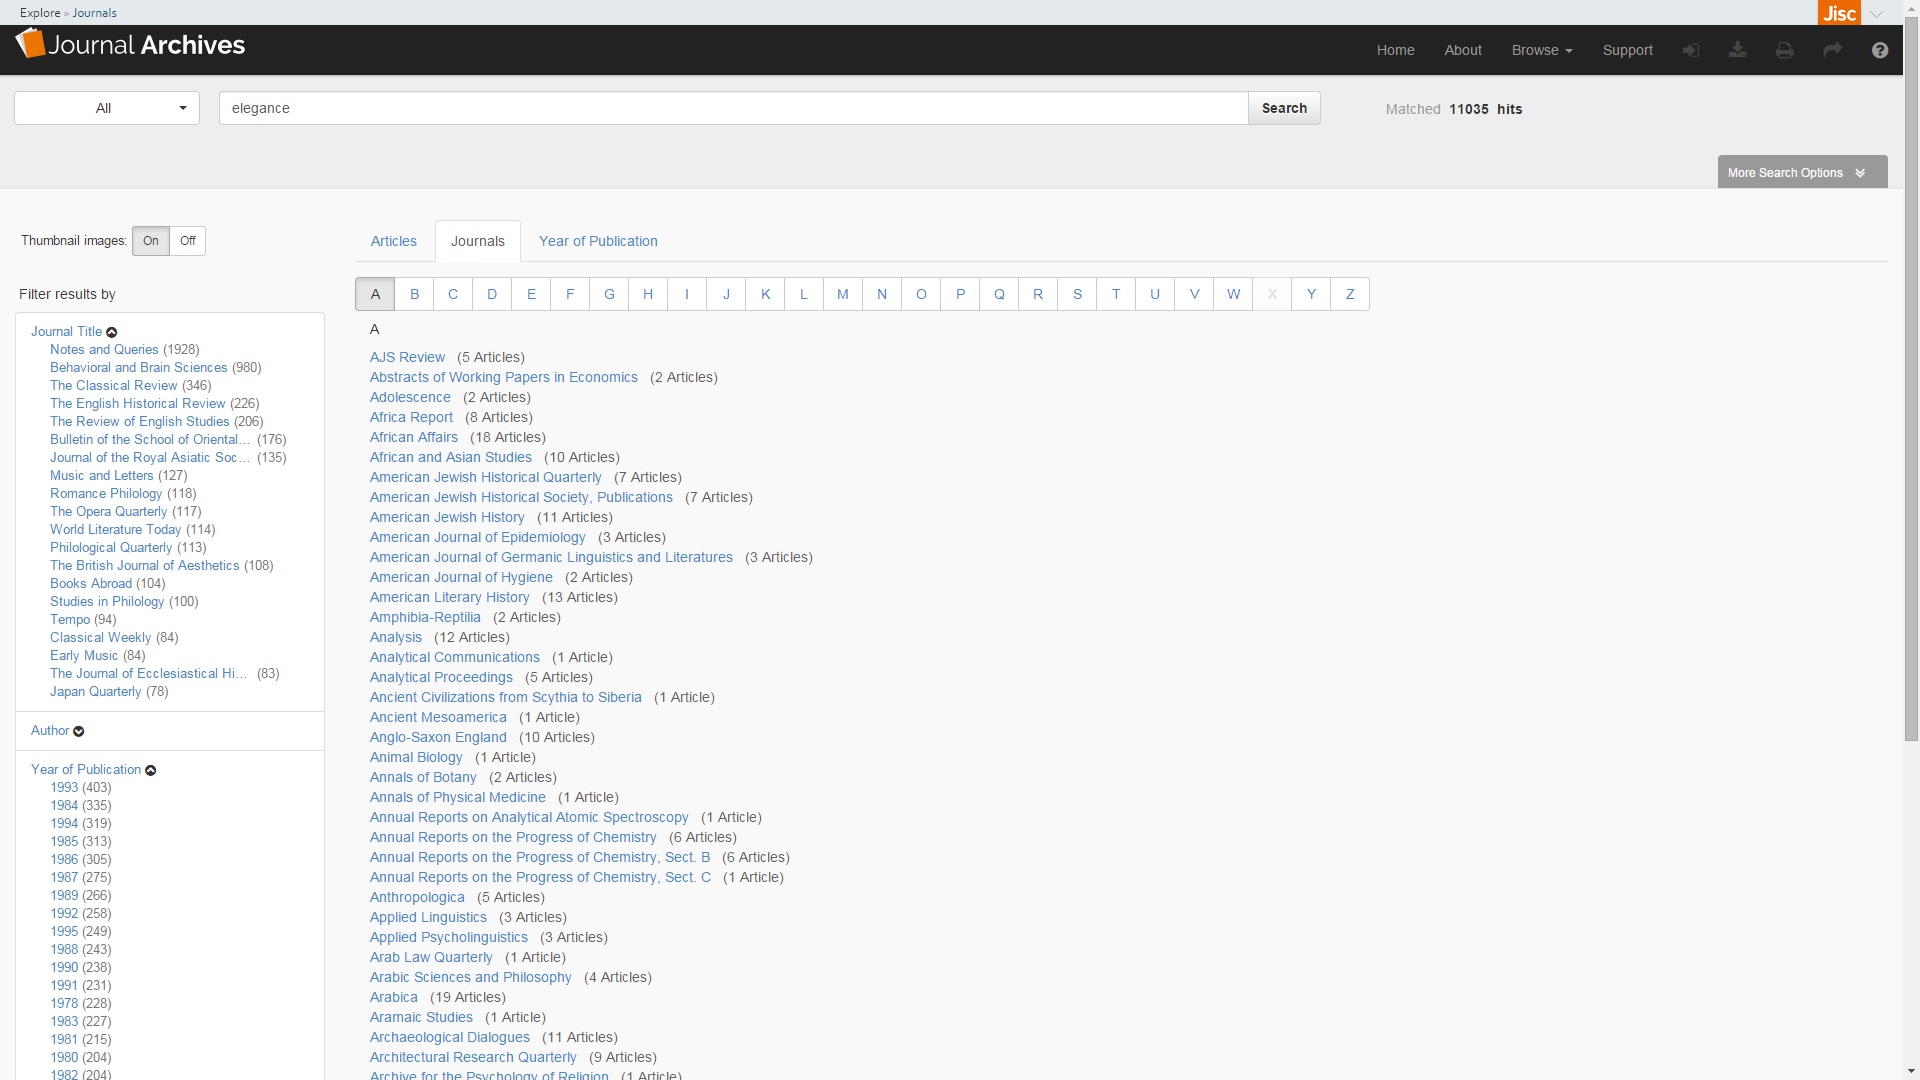 Explore » Journals
Jisc
Journal Archives
Home About Browse Support
All elegance Search Matched 11035 hits
More Search Options
Thumbnail images: On Off
Articles Journals Year of Publication
Filter results by
A B C D E F G H I J K L M N O P Q R S T U V W X Y Z
Journal Title
Notes and Queries (1928)
Behavioral and Brain Sciences (980)
The Classical Review (346)
The English Historical Review (226)
The Review of English Studies (206)
Bulletin of the School of Oriental... (176)
Journal of the Royal Asiatic Soc... (135)
Music and Letters (127)
Romance Philology (118)
The Opera Quarterly (117)
World Literature Today (114)
Philological Quarterly (113)
The British Journal of Aesthetics (108)
Books Abroad (104)
Studies in Philology (100)
Tempo (94)
Classical Weekly (84)
Early Music (84)
The Journal of Ecclesiastical Hi... (83)
Japan Quarterly (78)
Author
Year of Publication
1993 (403)
1984 (335)
1994 (319)
1985 (313)
1986 (305)
1987 (275)
1989 (266)
1992 (258)
1995 (249)
1988 (243)
1990 (238)
1991 (231)
1978 (228)
1983 (227)
1981 (215)
1980 (204)
1982 (204)
A
AJS Review (5 Articles)
Abstracts of Working Papers in Economics (2 Articles)
Adolescence (2 Articles)
Africa Report (8 Articles)
African Affairs (18 Articles)
African and Asian Studies (10 Articles)
American Jewish Historical Quarterly (7 Articles)
American Jewish Historical Society, Publications (7 Articles)
American Jewish History (11 Articles)
American Journal of Epidemiology (3 Articles)
American Journal of Germanic Linguistics and Literatures (3 Articles)
American Journal of Hygiene (2 Articles)
American Literary History (13 Articles)
Amphibia-Reptilia (2 Articles)
Analysis (12 Articles)
Analytical Communications (1 Article)
Analytical Proceedings (5 Articles)
Ancient Civilizations from Scythia to Siberia (1 Article)
Ancient Mesoamerica (1 Article)
Anglo-Saxon England (10 Articles)
Animal Biology (1 Article)
Annals of Botany (2 Articles)
Annals of Physical Medicine (1 Article)
Annual Reports on Analytical Atomic Spectroscopy (1 Article)
Annual Reports on the Progress of Chemistry (6 Articles)
Annual Reports on the Progress of Chemistry, Sect. B (6 Articles)
Annual Reports on the Progress of Chemistry, Sect. C (1 Article)
Anthropologica (5 Articles)
Applied Linguistics (3 Articles)
Applied Psycholinguistics (3 Articles)
Arab Law Quarterly (1 Article)
Arabic Sciences and Philosophy (4 Articles)
Arabica (19 Articles)
Aramaic Studies (1 Article)
Archaeological Dialogues (11 Articles)
Architectural Research Quarterly (9 Articles)
Archive for the Psychology of Religion (1 Article)